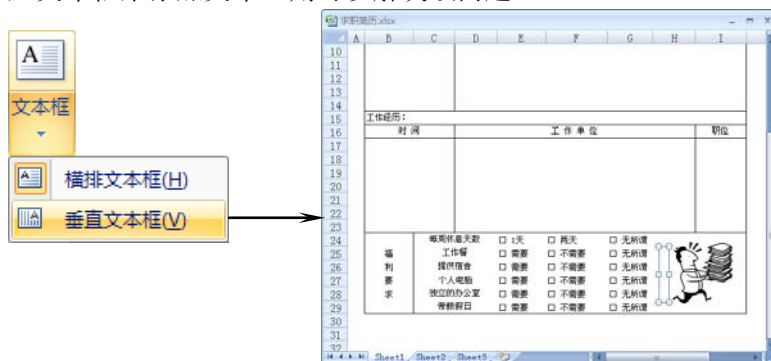 求职简历.xlsx
A
文本框
横排文本框(H)
垂直文本框(V)
A B C D E F G H I
10
11
12
13
14
15 工作经历：
16 时 间 工 作 单 位 职位
17
18
19
20
21
22
23
24 每周休息天数 □ 1天 □ 两天 □ 无所谓
25 福 工作餐 □ 需要 □ 不需要 □ 无所谓
26 利 提供宿舍 □ 需要 □ 不需要 □ 无所谓
27 要 个人电脑 □ 需要 □ 不需要 □ 无所谓
28 求 独立的办公室 □ 需要 □ 不需要 □ 无所谓
29 带薪假日 □ 需要 □ 不需要 □ 无所谓
30
31
32
Sheet1 Sheet2 Sheet3